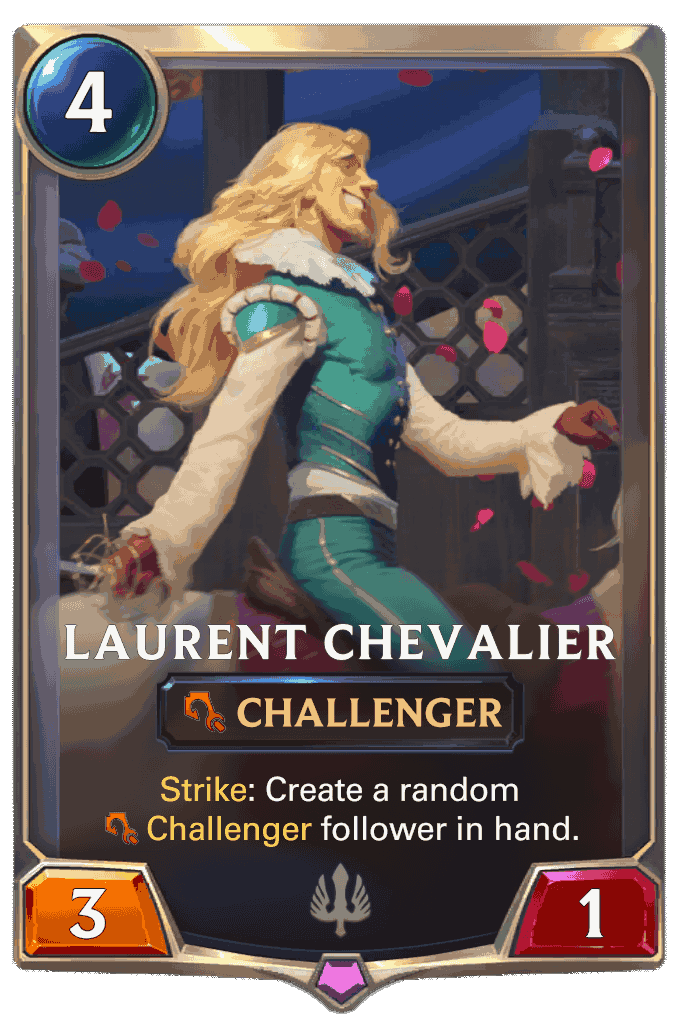 4
LAURENT CHEVALIER
CHALLENGER
Strike: Create a random
Challenger follower in hand.
3
1